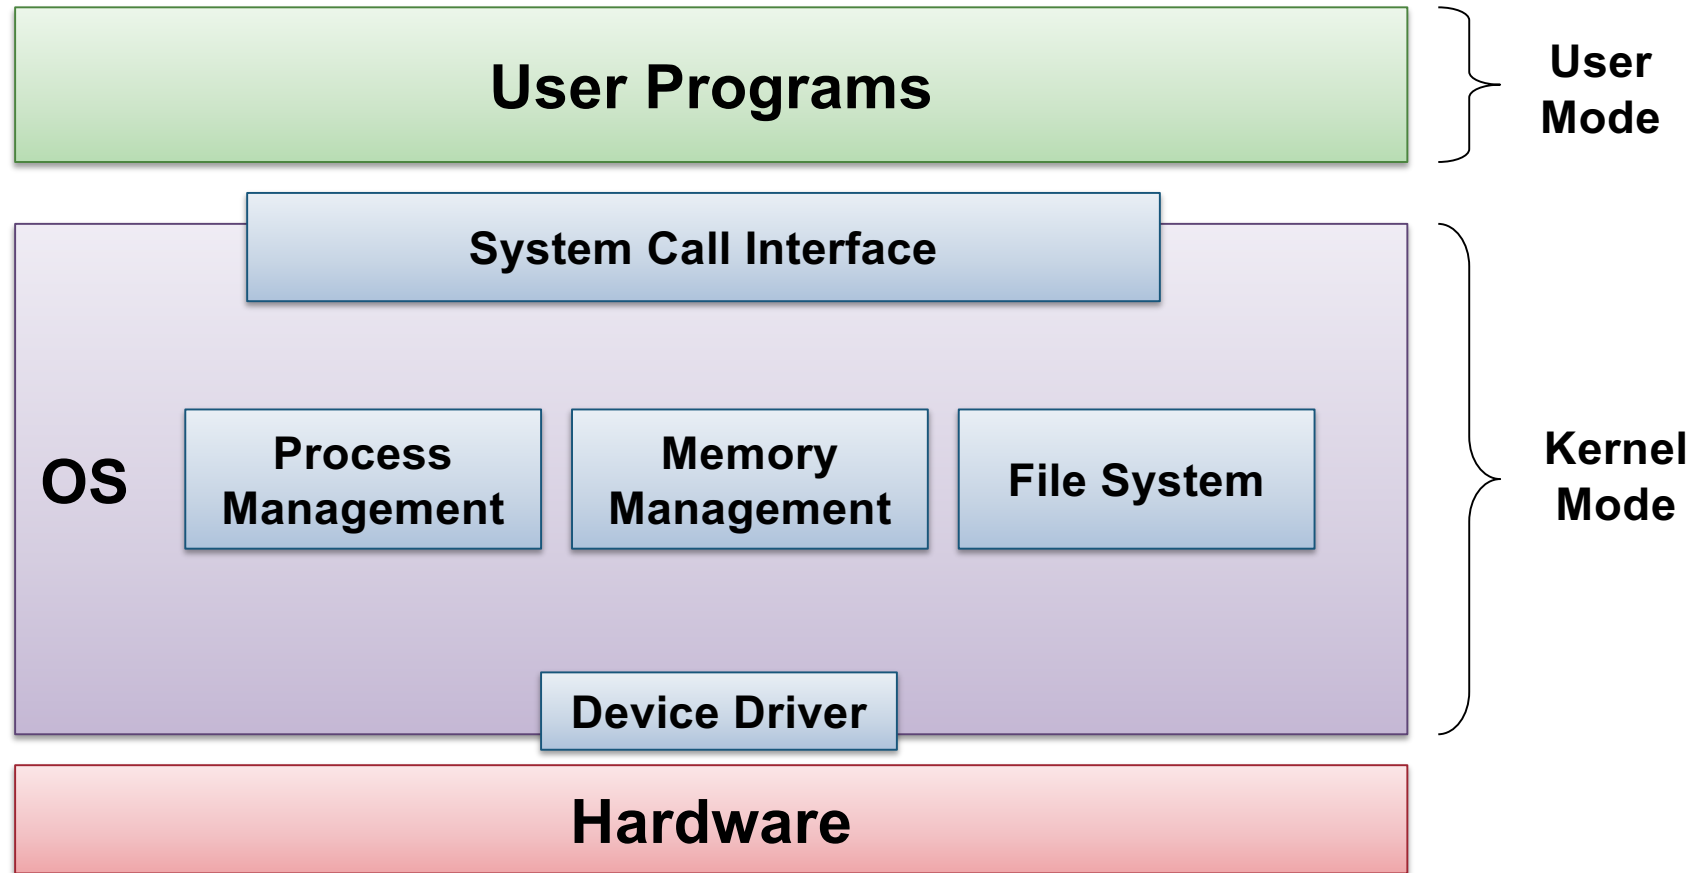 User Programs
User
Mode
System Call Interface
OS
Process
Management
Memory
Management
File System
Kernel
Mode
Device Driver
Hardware